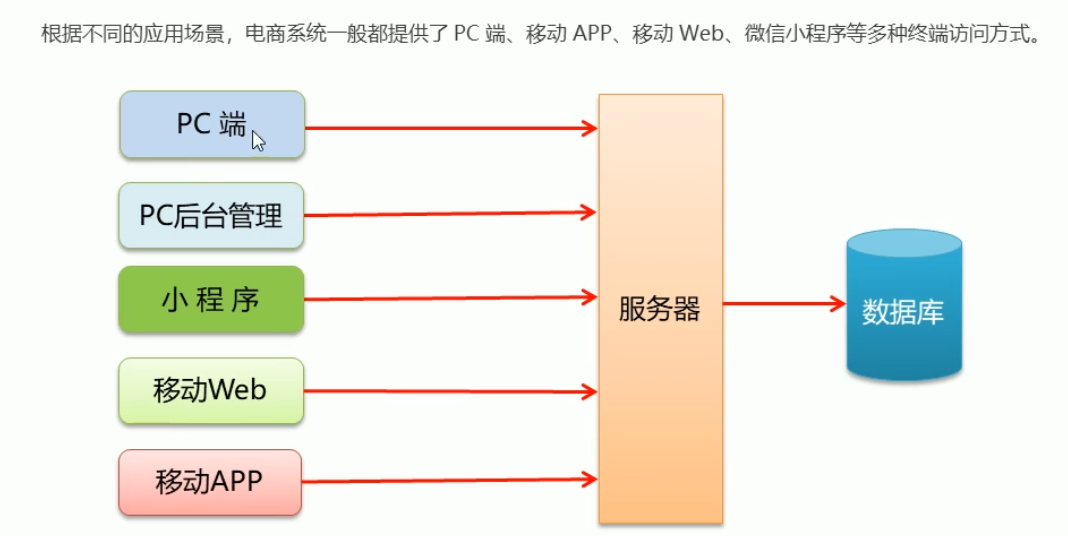 根据不同的应用场景，电商系统一般都提供了 PC 端、移动 APP、移动 Web、微信小程序等多种终端访问方式。
PC 端
PC后台管理
小 程 序
移动Web
移动APP
服务器
数据库